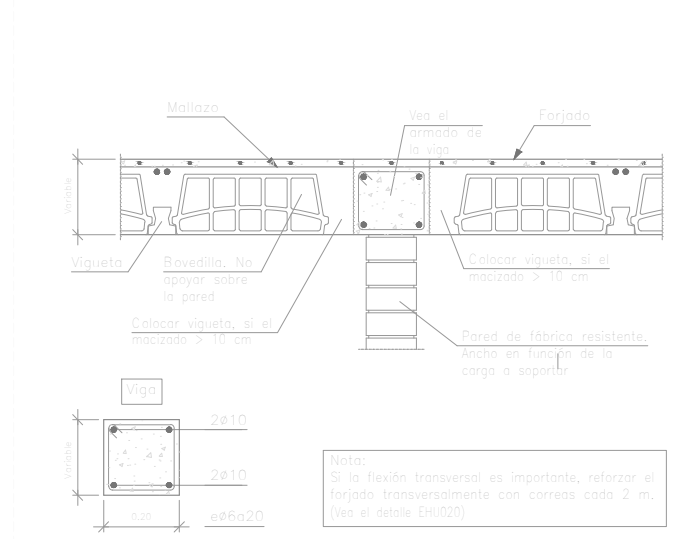 Mallazo
Vea el
armado de
la viga
Forjado
Variable
Vigueta
Bovedilla. No
apoyar sobre
la pared
Colocar vigueta, si el
macizado > 10 cm
Colocar vigueta, si el
macizado > 10 cm
Pared de fábrica resistente.
Ancho en función de la
carga a soportar
Viga
2ø10
Variable
2ø10
0.20
eø6a20
Nota:
Si la flexión transversal es importante, reforzar el
forjado transversalmente con correas cada 2 m.
(Vea el detalle EHU020)